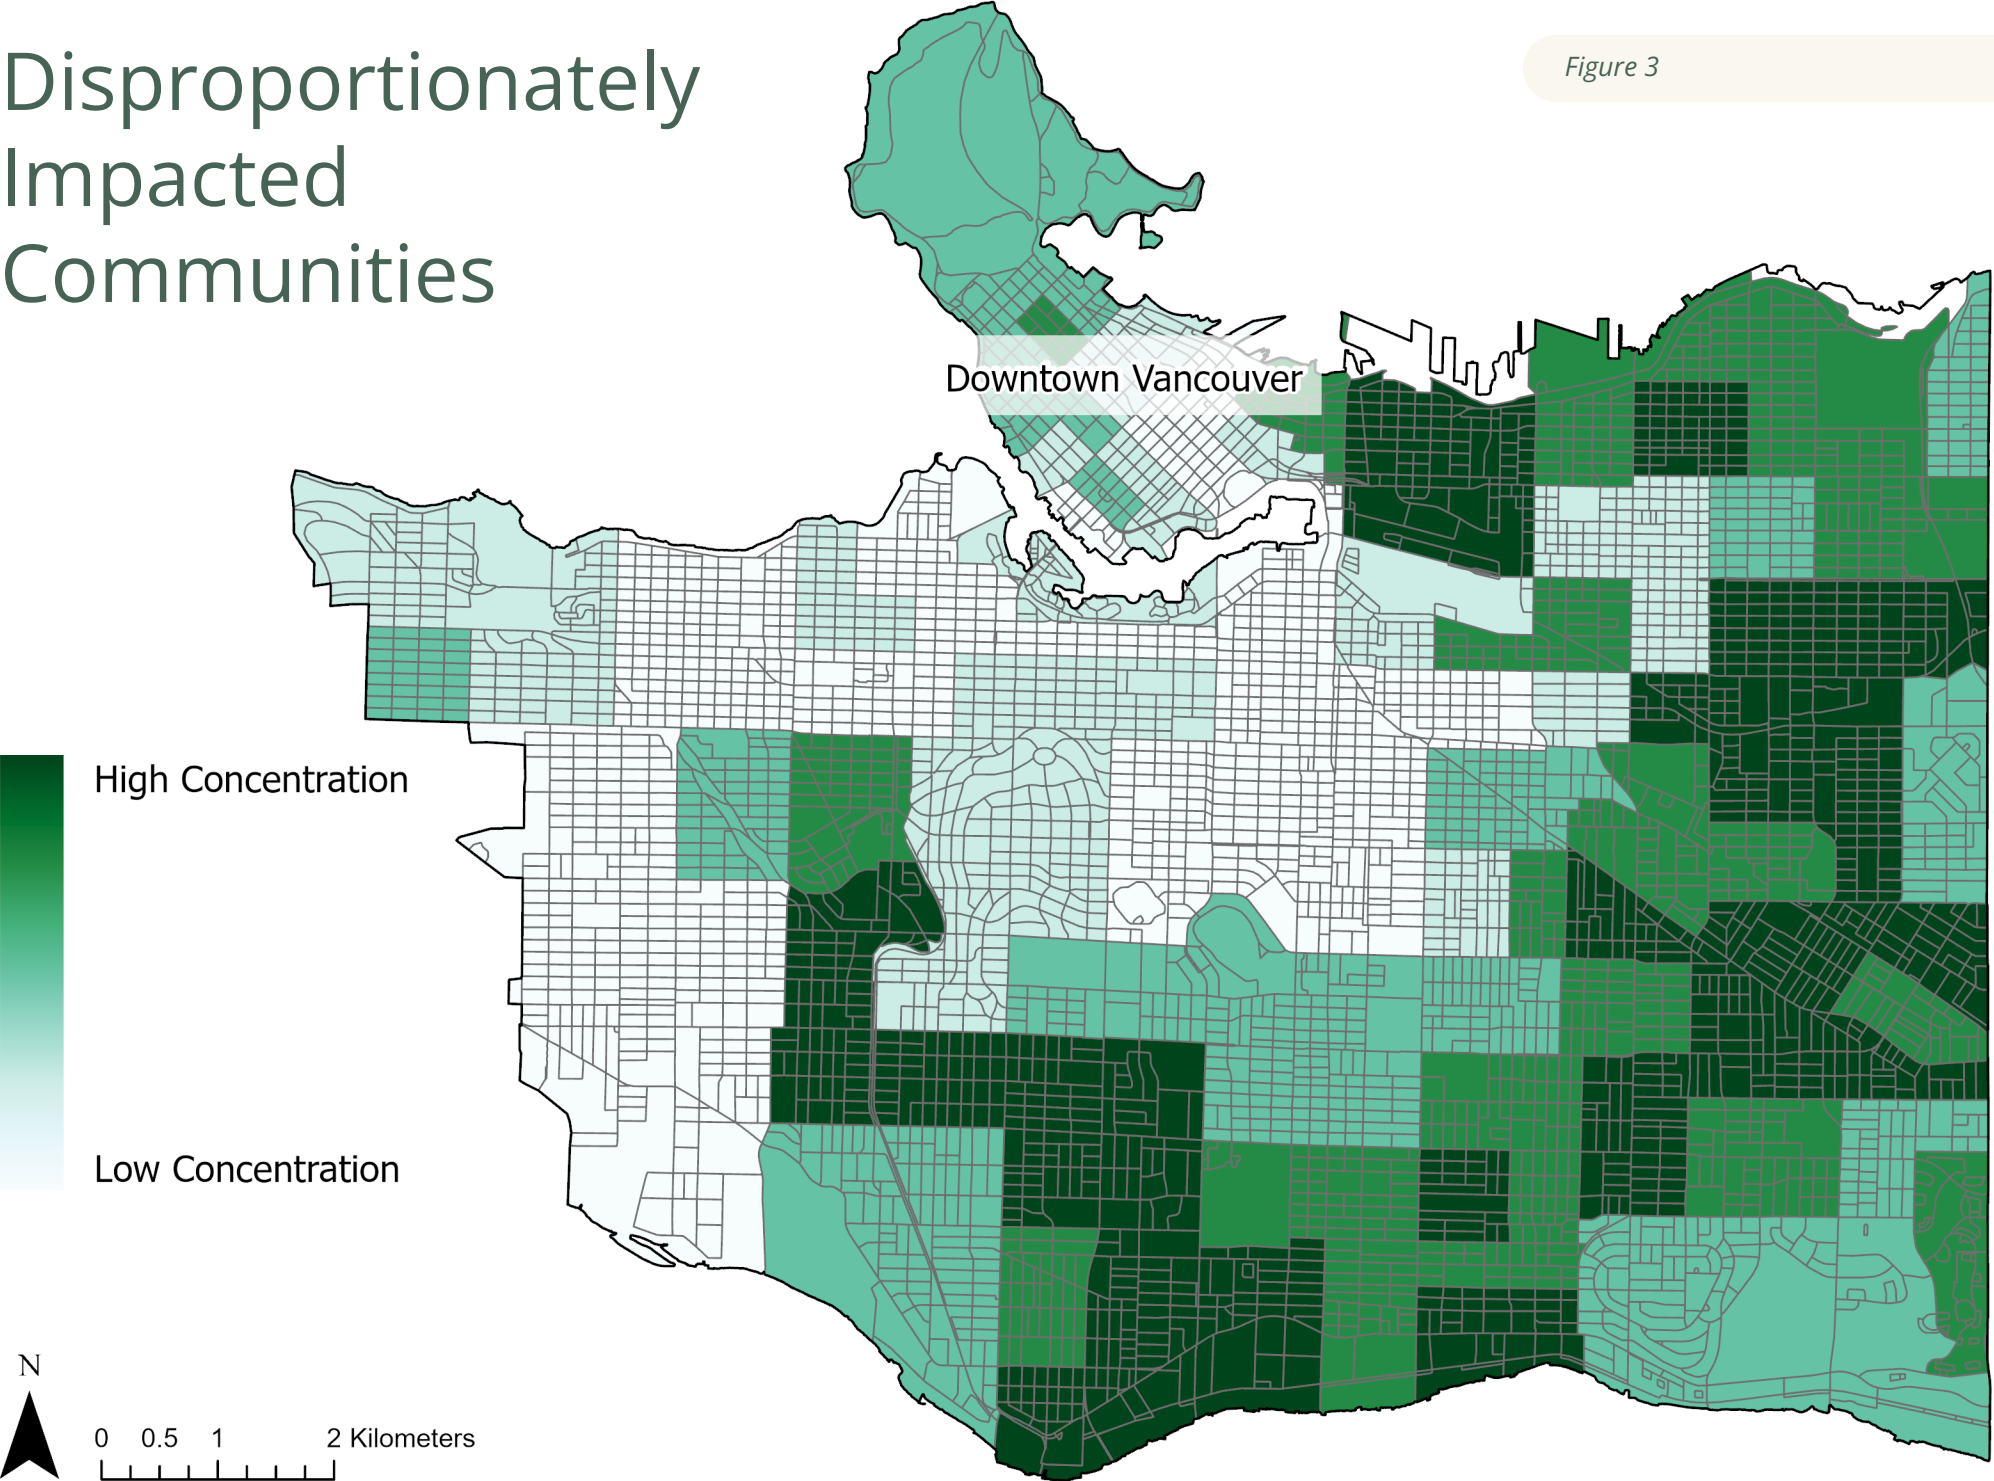 Disproportionately
Impacted
Communities
Figure 3
Downtown Vancouver
High Concentration
Low Concentration
N
0 0.5 1 2 Kilometers